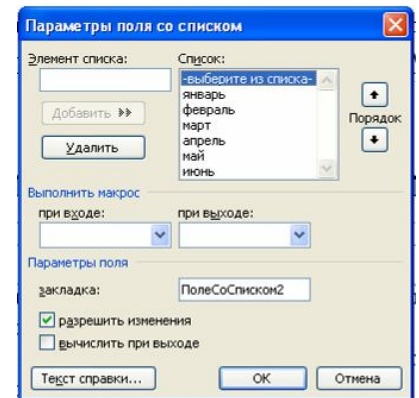 Параметры поля со списком
Элемент списка:
Список:
-выберите из списка-
январь
февраль
март
апрель
май
июнь
Добавить
Удалить
Порядок
Выполнить макрос
при входе:
при выходе:
Параметры поля
закладка:
ПолеСоСписком2
разрешить изменения
вычислить при выходе
Текст справки...
ОК
Отмена